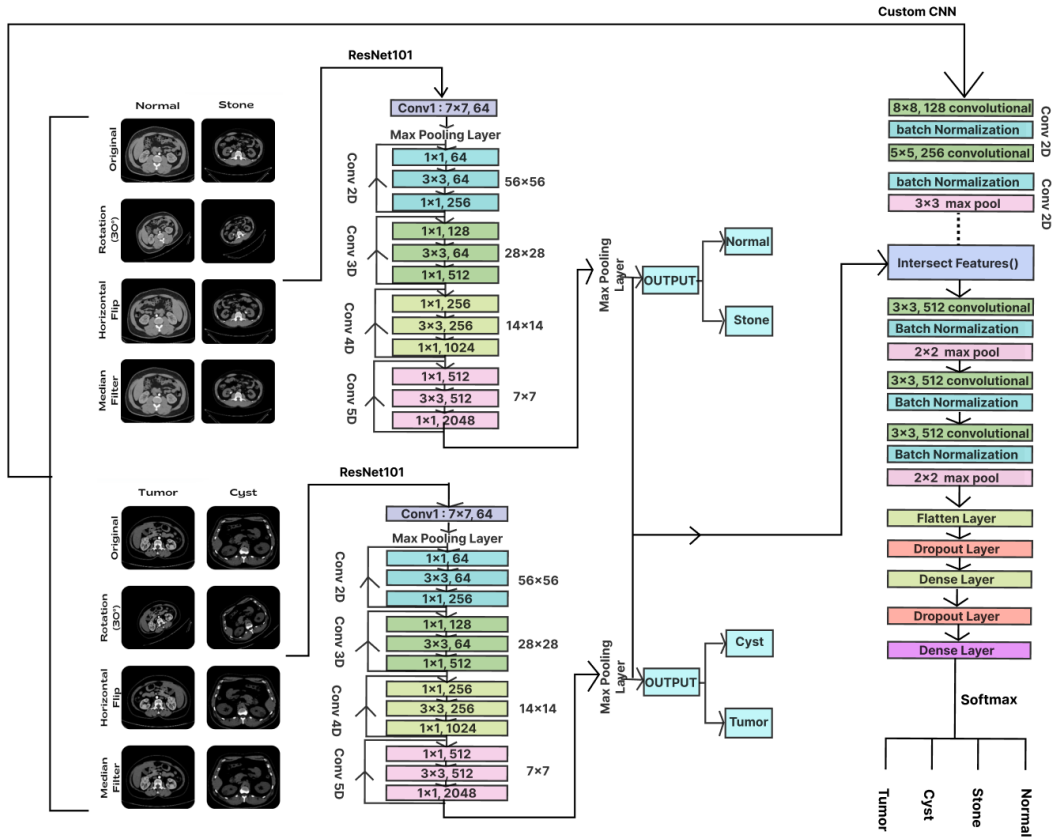 Custom CNN
ResNet101
Normal
Stone
Original
Rotation
(30°)
Horizontal
Flip
Median
Filter
Conv1 : 7×7, 64
Max Pooling Layer
Conv 2D
1×1, 64
3×3, 64
1×1, 256
56×56
Conv 3D
1×1, 128
3×3, 64
1×1, 512
28×28
Conv 4D
1×1, 256
3×3, 256
1×1, 1024
14×14
Conv 5D
1×1, 512
3×3, 512
1×1, 2048
7×7
Max Pooling
Layer
OUTPUT
Normal
Stone
ResNet101
Tumor
Cyst
Original
Rotation
(30°)
Horizontal
Flip
Median
Filter
Conv1 : 7×7, 64
Max Pooling Layer
Conv 2D
1×1, 64
3×3, 64
1×1, 256
56×56
Conv 3D
1×1, 128
3×3, 64
1×1, 512
28×28
Conv 4D
1×1, 256
3×3, 256
1×1, 1024
14×14
Conv 5D
1×1, 512
3×3, 512
1×1, 2048
7×7
Max Pooling
Layer
OUTPUT
Cyst
Tumor
8×8, 128 convolutional
batch Normalization
5×5, 256 convolutional
Conv 2D
batch Normalization
3×3 max pool
Conv 2D
Intersect Features()
3×3, 512 convolutional
Batch Normalization
2×2 max pool
3×3, 512 convolutional
Batch Normalization
3×3, 512 convolutional
Batch Normalization
2×2 max pool
Flatten Layer
Dropout Layer
Dense Layer
Dropout Layer
Dense Layer
Softmax
Tumor
Cyst
Stone
Normal